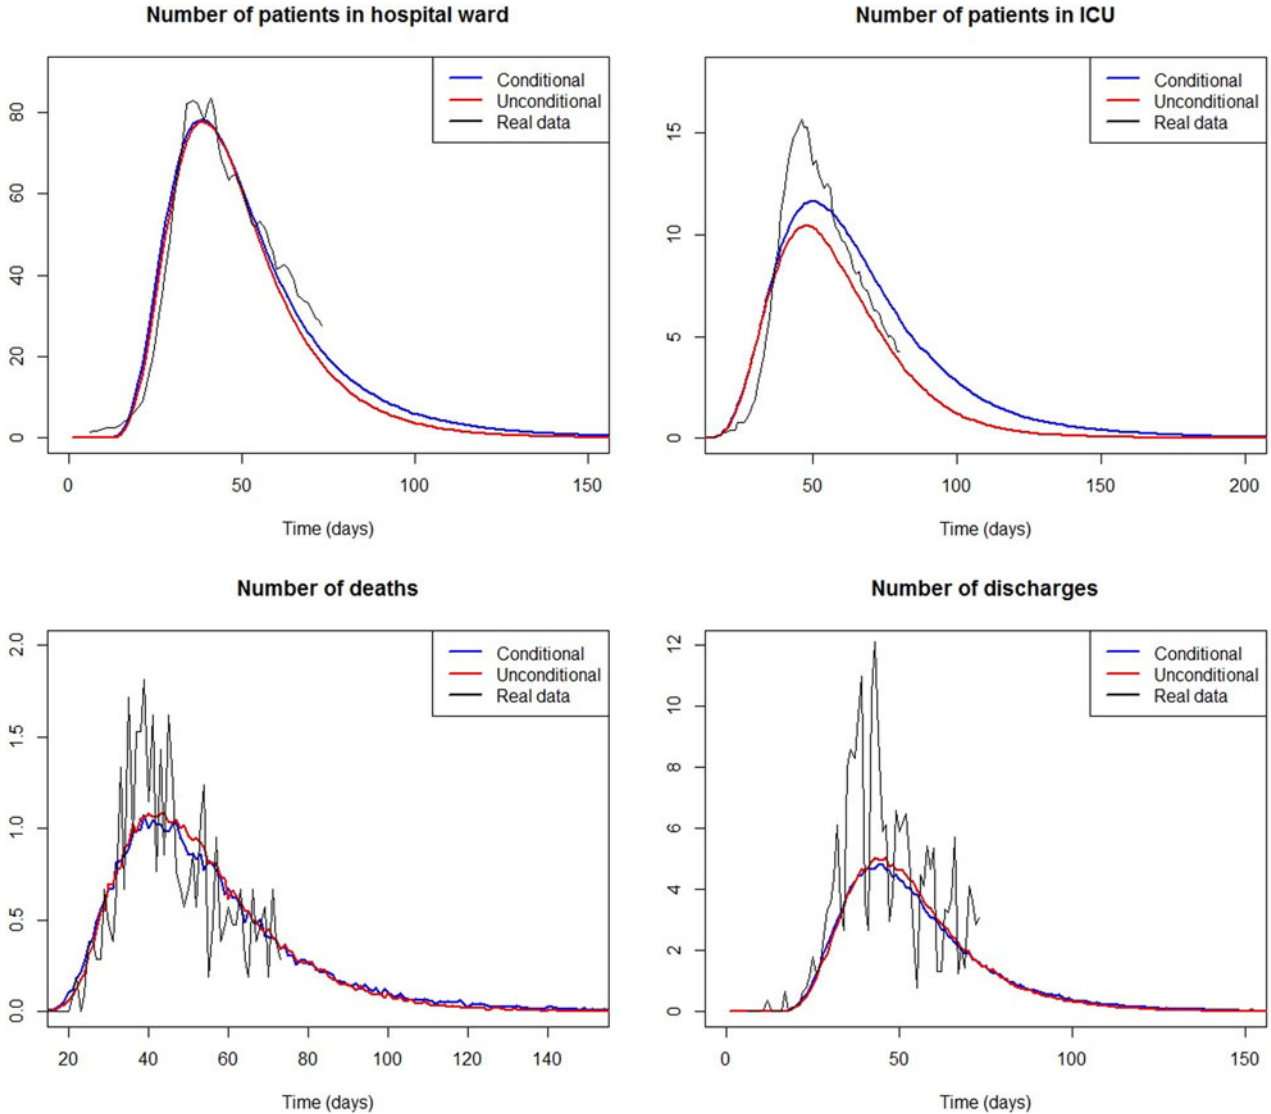 Number of patients in hospital ward
Conditional
Unconditional
Real data
0 20 40 60 80
0 50 100 150
Time (days)
Number of patients in ICU
Conditional
Unconditional
Real data
0 5 10 15
50 100 150 200
Time (days)
Number of deaths
Conditional
Unconditional
Real data
0.0 0.5 1.0 1.5 2.0
20 40 60 80 100 120 140
Time (days)
Number of discharges
Conditional
Unconditional
Real data
0 2 4 6 8 10 12
0 50 100 150
Time (days)